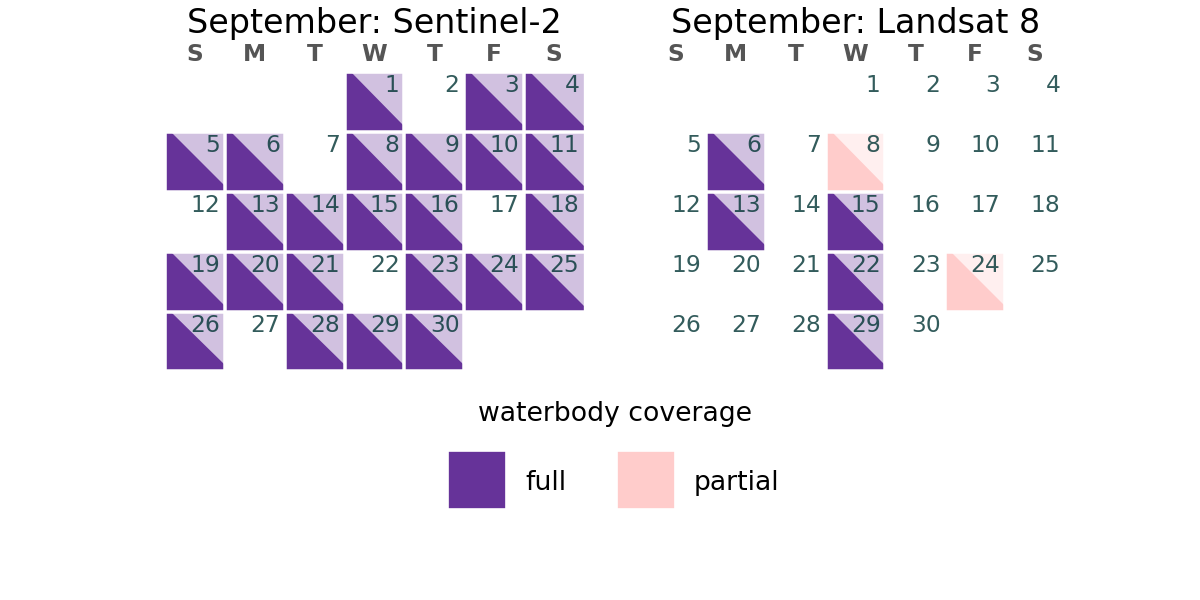 September: Sentinel-2
S M T W T F S
1 2 3 4
5 6 7 8 9 10 11
12 13 14 15 16 17 18
19 20 21 22 23 24 25
26 27 28 29 30
September: Landsat 8
S M T W T F S
1 2 3 4
5 6 7 8 9 10 11
12 13 14 15 16 17 18
19 20 21 22 23 24 25
26 27 28 29 30
waterbody coverage
full partial